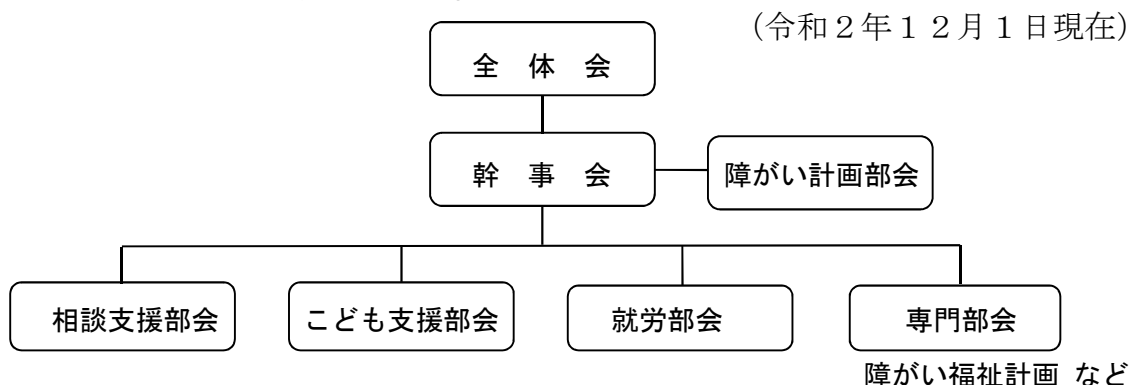 (令和２年１２月１日現在)
全　体　会
幹　事　会
障がい計画部会
相談支援部会
こども支援部会
就労部会
専門部会
障がい福祉計画 など